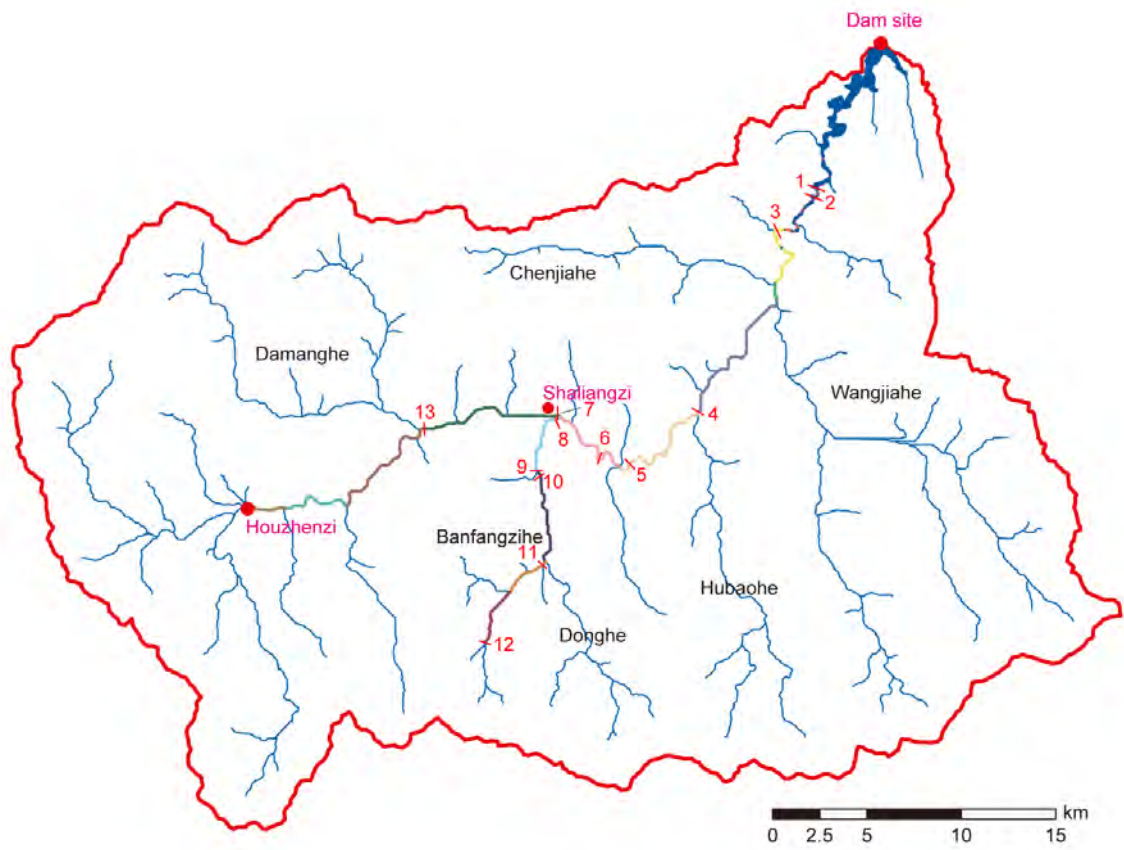 Dam site
1
2
3
Chenjiahe
Damanghe
Wangjiahe
Shaliangzi
7
4
13
8
6
5
9
10
Houzhenzi
Banfangzihe
11
Hubaohe
Donghe
12
km
0 2.5 5 10 15